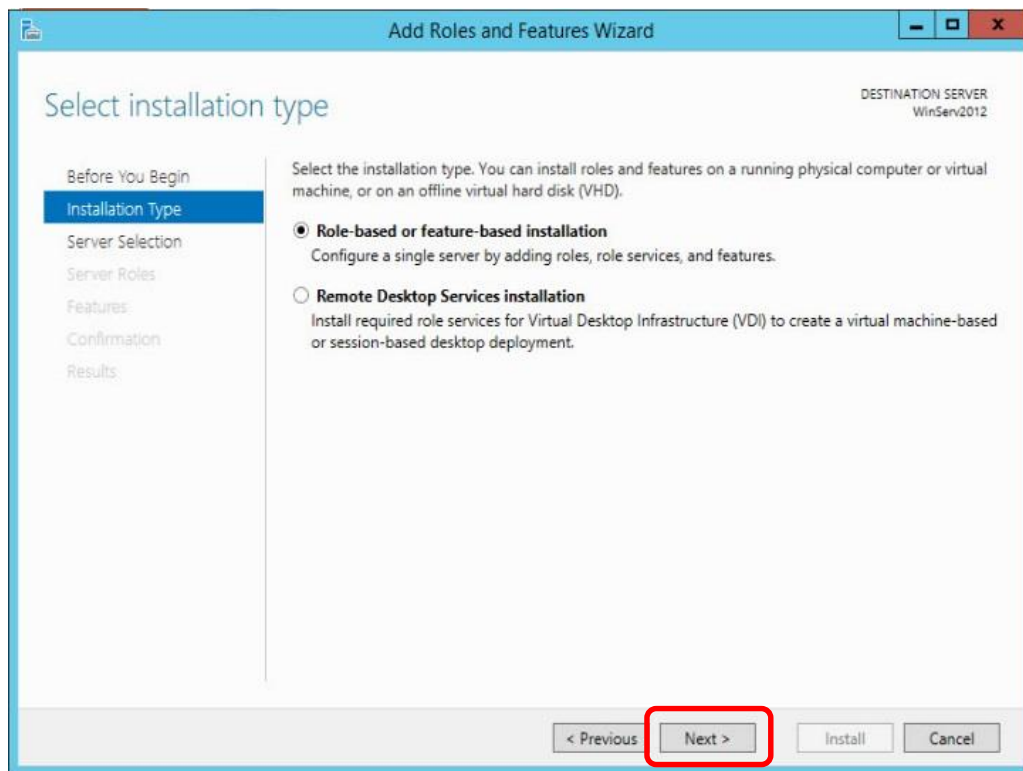 Add Roles and Features Wizard
Select installation type
DESTINATION SERVER
WinServ2012
Before You Begin
Installation Type
Server Selection
Server Roles
Features
Confirmation
Results
Select the installation type. You can install roles and features on a running physical computer or virtual
machine, or on an offline virtual hard disk (VHD).
Role-based or feature-based installation
Configure a single server by adding roles, role services, and features.
Remote Desktop Services installation
Install required role services for Virtual Desktop Infrastructure (VDI) to create a virtual machine-based
or session-based desktop deployment.
< Previous
Next >
Install
Cancel